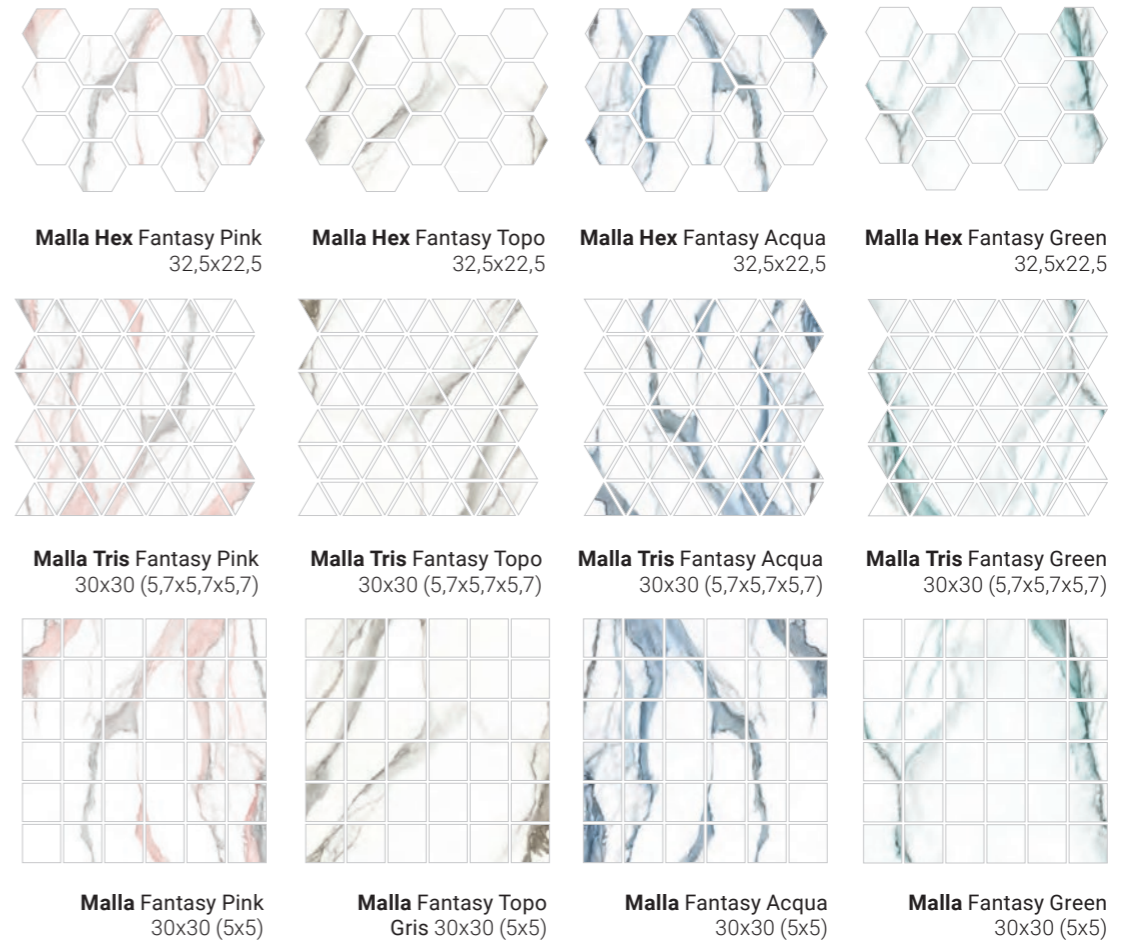 Malla Hex Fantasy Pink
32,5x22,5
Malla Hex Fantasy Topo
32,5x22,5
Malla Hex Fantasy Acqua
32,5x22,5
Malla Hex Fantasy Green
32,5x22,5
Malla Tris Fantasy Pink
30x30 (5,7x5,7x5,7)
Malla Tris Fantasy Topo
30x30 (5,7x5,7x5,7)
Malla Tris Fantasy Acqua
30x30 (5,7x5,7x5,7)
Malla Tris Fantasy Green
30x30 (5,7x5,7x5,7)
Malla Fantasy Pink
30x30 (5x5)
Malla Fantasy Topo
Gris 30x30 (5x5)
Malla Fantasy Acqua
30x30 (5x5)
Malla Fantasy Green
30x30 (5x5)